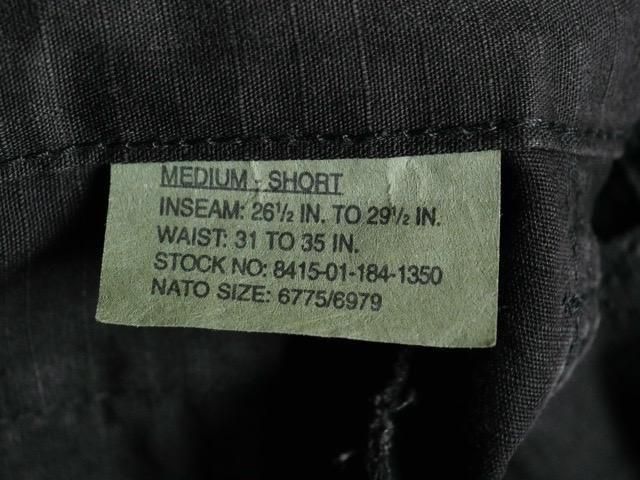 MEDIUM - SHORT
INSEAM: 26½ IN. TO 29½ IN.
WAIST: 31 TO 35 IN.
STOCK NO: 8415-01-184-1350
NATO SIZE: 6775/6979